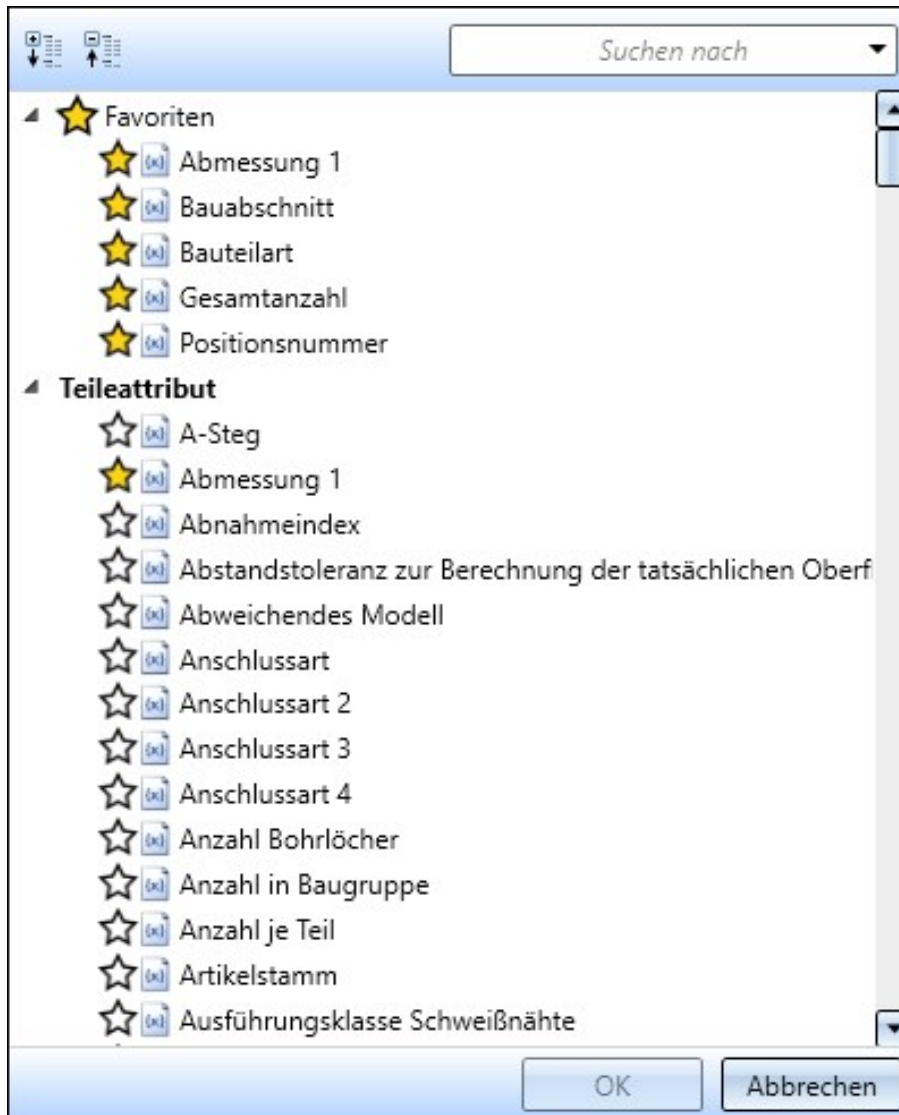 Suchen nach
Favoriten
Abmessung 1
Bauabschnitt
Bauteilart
Gesamtanzahl
Positionsnummer
Teileattribut
A-Steg
Abmessung 1
Abnahmeindex
Abstandstoleranz zur Berechnung der tatsächlichen Oberf
Abweichendes Modell
Anschlussart
Anschlussart 2
Anschlussart 3
Anschlussart 4
Anzahl Bohrlöcher
Anzahl in Baugruppe
Anzahl je Teil
Artikelstamm
Ausführungsklasse Schweißnähte
OK
Abbrechen